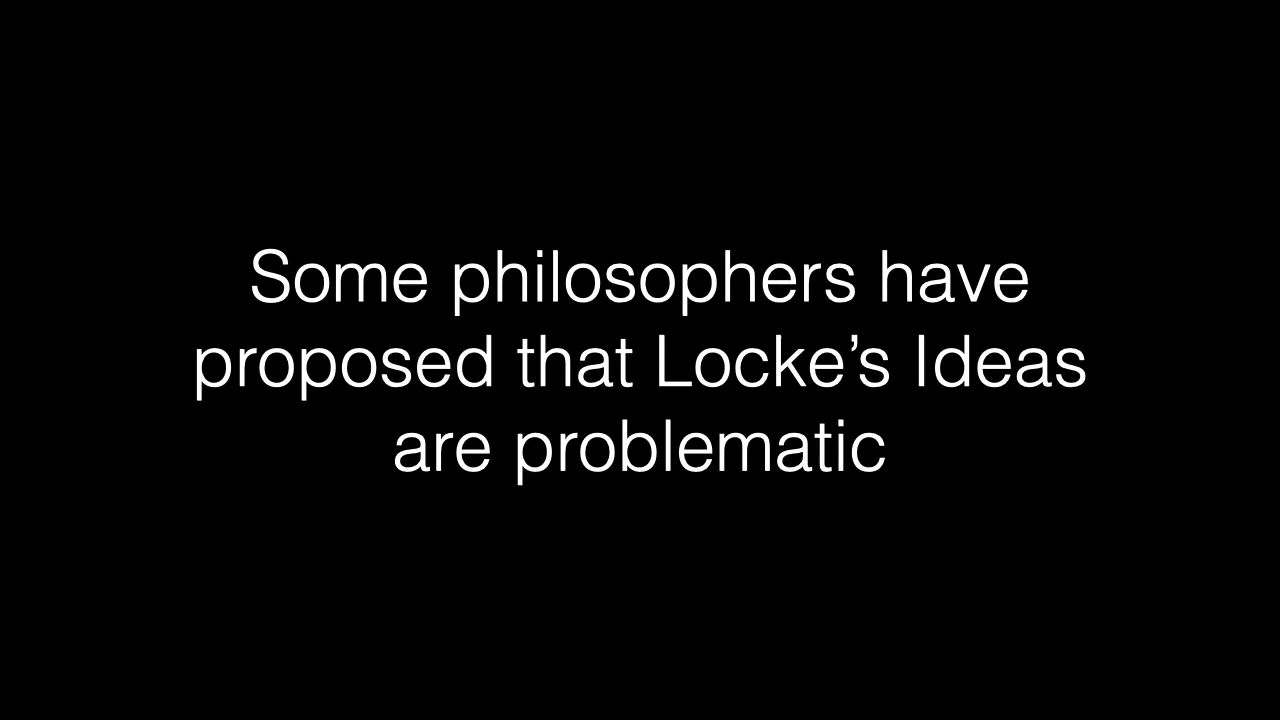 Some philosophers have
proposed that Locke’s Ideas
are problematic